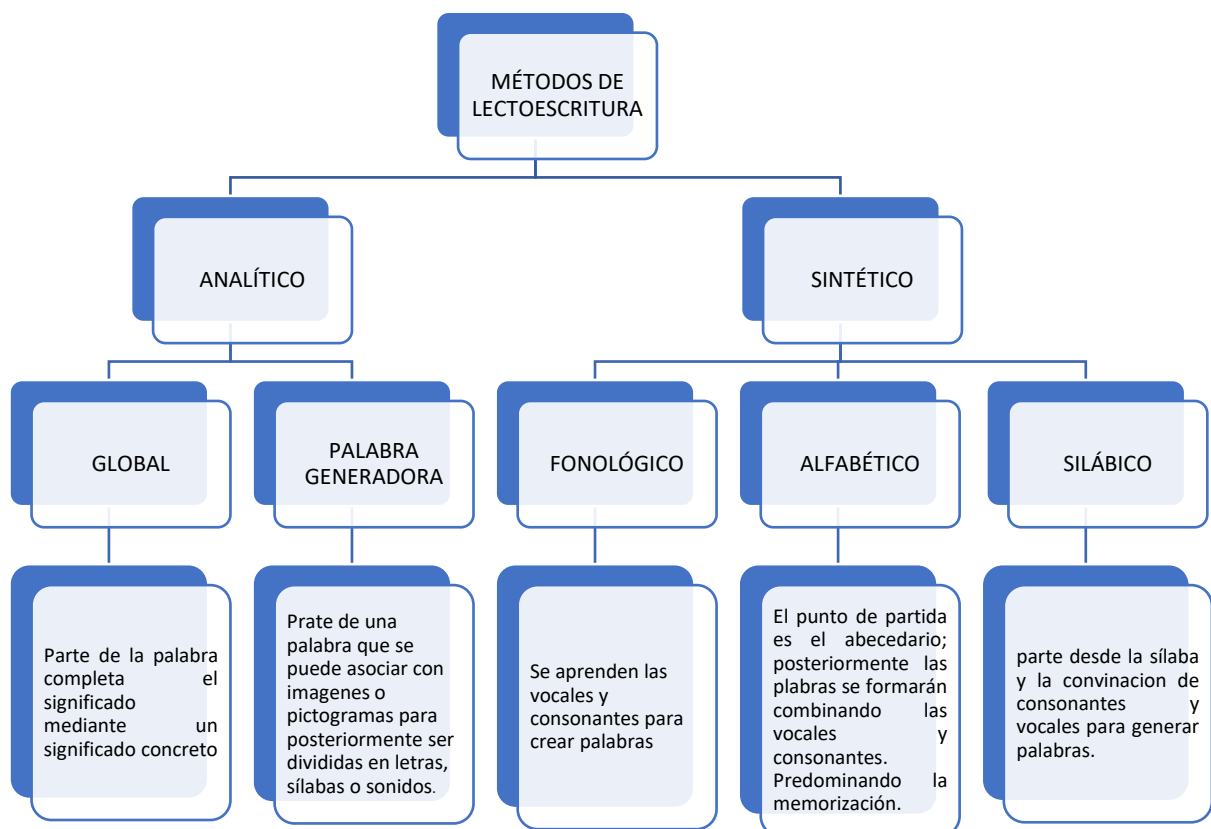 MÉTODOS DE
LECTOESCRITURA
ANALÍTICO
SINTÉTICO
GLOBAL
PALABRA
GENERADORA
FONOLÓGICO
ALFABÉTICO
SILÁBICO
Parte de la palabra
completa el
significado
mediante un
significado concreto
Prate de una
palabra que se
puede asociar con
imagenes o
pictogramas para
posteriormente ser
divididas en letras,
sílabas o sonidos.
Se aprenden las
vocales y
consonantes para
crear palabras
El punto de partida
es el abecedario;
posteriormente las
plabras se formarán
combinando las
vocales y
consonantes.
Predominando la
memorización.
parte desde la sílaba
y la convinacion de
consonantes y
vocales para generar
palabras.